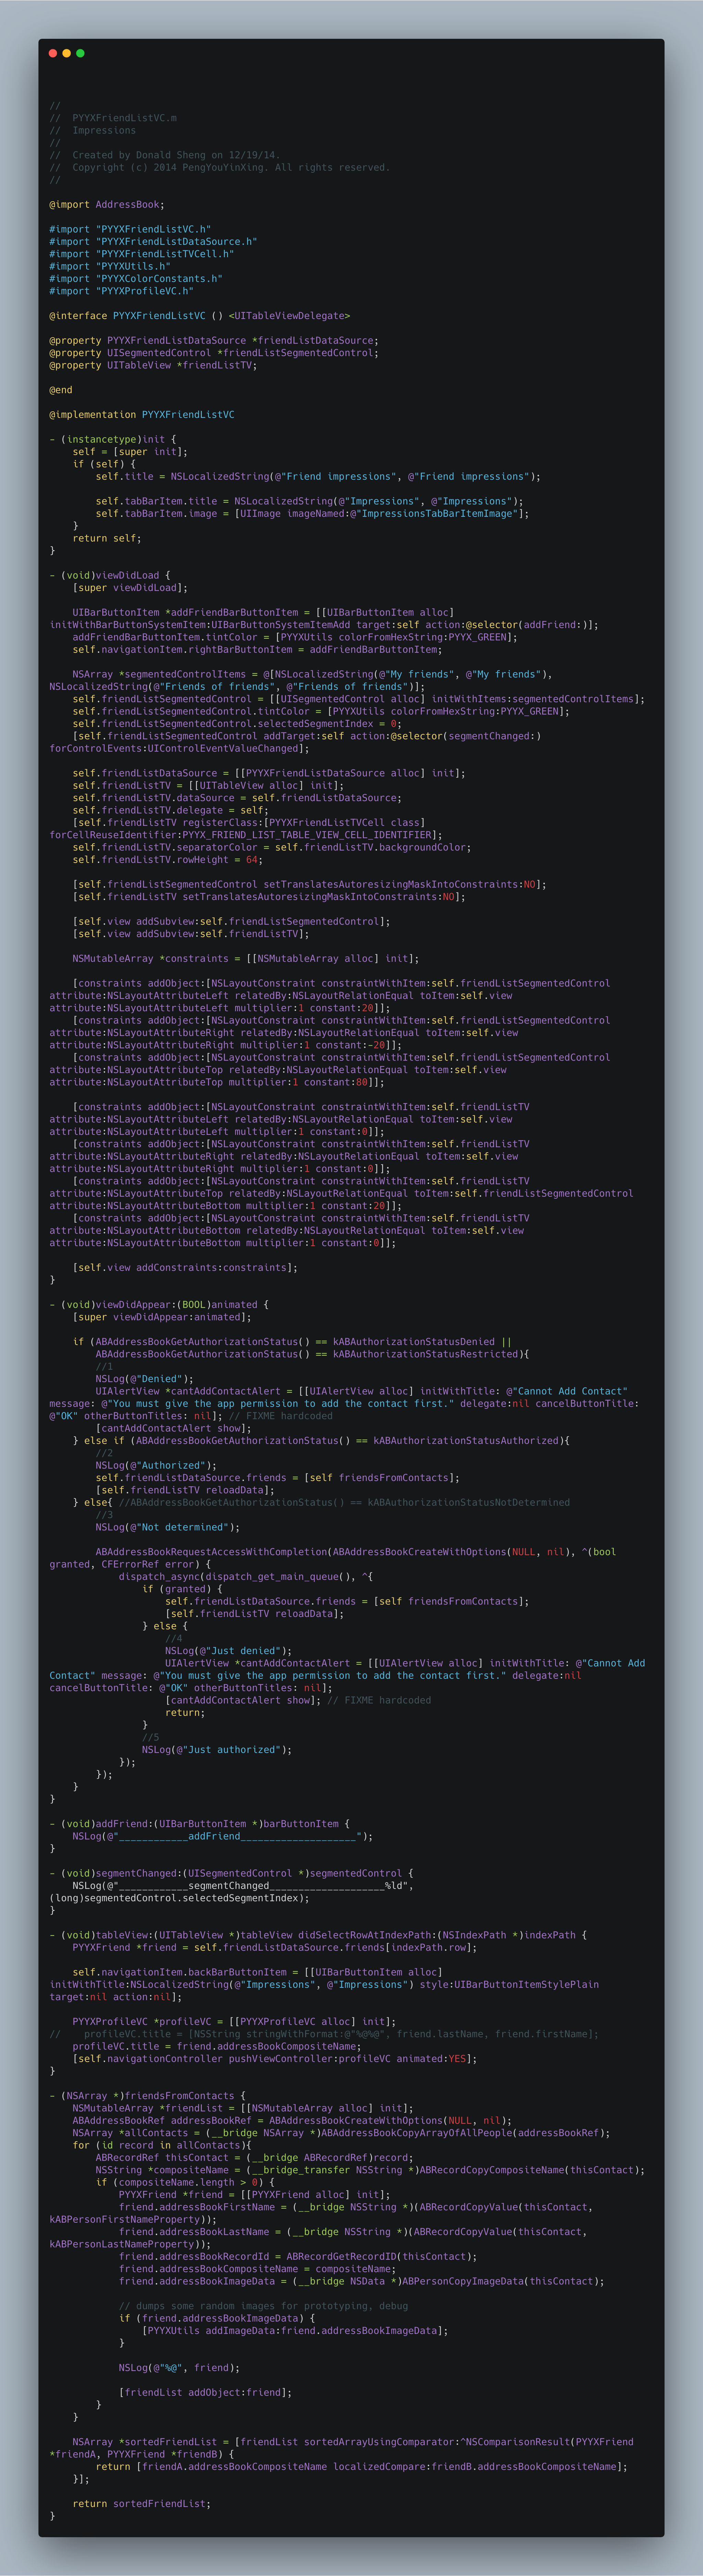 //
//  PYYXFriendListVC.m
//  Impressions
//
//  Created by Donald Sheng on 12/19/14.
//  Copyright (c) 2014 PengYouYinXing. All rights reserved.
//

@import AddressBook;

#import "PYYXFriendListVC.h"
#import "PYYXFriendListDataSource.h"
#import "PYYXFriendListTVCell.h"
#import "PYYXUtils.h"
#import "PYYXColorConstants.h"
#import "PYYXProfileVC.h"

@interface PYYXFriendListVC () <UITableViewDelegate>

@property PYYXFriendListDataSource *friendListDataSource;
@property UISegmentedControl *friendListSegmentedControl;
@property UITableView *friendListTV;

@end

@implementation PYYXFriendListVC

- (instancetype)init {
    self = [super init];
    if (self) {
        self.title = NSLocalizedString(@"Friend impressions", @"Friend impressions");

        self.tabBarItem.title = NSLocalizedString(@"Impressions", @"Impressions");
        self.tabBarItem.image = [UIImage imageNamed:@"ImpressionsTabBarItemImage"];
    }
    return self;
}

- (void)viewDidLoad {
    [super viewDidLoad];

    UIBarButtonItem *addFriendBarButtonItem = [[UIBarButtonItem alloc]
initWithBarButtonSystemItem:UIBarButtonSystemItemAdd target:self action:@selector(addFriend:)];
    addFriendBarButtonItem.tintColor = [PYYXUtils colorFromHexString:PYYX_GREEN];
    self.navigationItem.rightBarButtonItem = addFriendBarButtonItem;

    NSArray *segmentedControlItems = @[NSLocalizedString(@"My friends", @"My friends"),
NSLocalizedString(@"Friends of friends", @"Friends of friends")];
    self.friendListSegmentedControl = [[UISegmentedControl alloc] initWithItems:segmentedControlItems];
    self.friendListSegmentedControl.tintColor = [PYYXUtils colorFromHexString:PYYX_GREEN];
    self.friendListSegmentedControl.selectedSegmentIndex = 0;
    [self.friendListSegmentedControl addTarget:self action:@selector(segmentChanged:)
forControlEvents:UIControlEventValueChanged];

    self.friendListDataSource = [[PYYXFriendListDataSource alloc] init];
    self.friendListTV = [[UITableView alloc] init];
    self.friendListTV.dataSource = self.friendListDataSource;
    self.friendListTV.delegate = self;
    [self.friendListTV registerClass:[PYYXFriendListTVCell class]
forCellReuseIdentifier:PYYX_FRIEND_LIST_TABLE_VIEW_CELL_IDENTIFIER];
    self.friendListTV.separatorColor = self.friendListTV.backgroundColor;
    self.friendListTV.rowHeight = 64;

    [self.friendListSegmentedControl setTranslatesAutoresizingMaskIntoConstraints:NO];
    [self.friendListTV setTranslatesAutoresizingMaskIntoConstraints:NO];

    [self.view addSubview:self.friendListSegmentedControl];
    [self.view addSubview:self.friendListTV];

    NSMutableArray *constraints = [[NSMutableArray alloc] init];

    [constraints addObject:[NSLayoutConstraint constraintWithItem:self.friendListSegmentedControl
attribute:NSLayoutAttributeLeft relatedBy:NSLayoutRelationEqual toItem:self.view
attribute:NSLayoutAttributeLeft multiplier:1 constant:20]];
    [constraints addObject:[NSLayoutConstraint constraintWithItem:self.friendListSegmentedControl
attribute:NSLayoutAttributeRight relatedBy:NSLayoutRelationEqual toItem:self.view
attribute:NSLayoutAttributeRight multiplier:1 constant:-20]];
    [constraints addObject:[NSLayoutConstraint constraintWithItem:self.friendListSegmentedControl
attribute:NSLayoutAttributeTop relatedBy:NSLayoutRelationEqual toItem:self.view
attribute:NSLayoutAttributeTop multiplier:1 constant:80]];

    [constraints addObject:[NSLayoutConstraint constraintWithItem:self.friendListTV
attribute:NSLayoutAttributeLeft relatedBy:NSLayoutRelationEqual toItem:self.view
attribute:NSLayoutAttributeLeft multiplier:1 constant:0]];
    [constraints addObject:[NSLayoutConstraint constraintWithItem:self.friendListTV
attribute:NSLayoutAttributeRight relatedBy:NSLayoutRelationEqual toItem:self.view
attribute:NSLayoutAttributeRight multiplier:1 constant:0]];
    [constraints addObject:[NSLayoutConstraint constraintWithItem:self.friendListTV
attribute:NSLayoutAttributeTop relatedBy:NSLayoutRelationEqual toItem:self.friendListSegmentedControl
attribute:NSLayoutAttributeBottom multiplier:1 constant:20]];
    [constraints addObject:[NSLayoutConstraint constraintWithItem:self.friendListTV
attribute:NSLayoutAttributeBottom relatedBy:NSLayoutRelationEqual toItem:self.view
attribute:NSLayoutAttributeBottom multiplier:1 constant:0]];

    [self.view addConstraints:constraints];
}

- (void)viewDidAppear:(BOOL)animated {
    [super viewDidAppear:animated];

    if (ABAddressBookGetAuthorizationStatus() == kABAuthorizationStatusDenied ||
        ABAddressBookGetAuthorizationStatus() == kABAuthorizationStatusRestricted){
        //1
        NSLog(@"Denied");
        UIAlertView *cantAddContactAlert = [[UIAlertView alloc] initWithTitle: @"Cannot Add Contact"
message: @"You must give the app permission to add the contact first." delegate:nil cancelButtonTitle:
@"OK" otherButtonTitles: nil]; // FIXME hardcoded
        [cantAddContactAlert show];
    } else if (ABAddressBookGetAuthorizationStatus() == kABAuthorizationStatusAuthorized){
        //2
        NSLog(@"Authorized");
        self.friendListDataSource.friends = [self friendsFromContacts];
        [self.friendListTV reloadData];
    } else{ //ABAddressBookGetAuthorizationStatus() == kABAuthorizationStatusNotDetermined
        //3
        NSLog(@"Not determined");

        ABAddressBookRequestAccessWithCompletion(ABAddressBookCreateWithOptions(NULL, nil), ^(bool
granted, CFErrorRef error) {
            dispatch_async(dispatch_get_main_queue(), ^{
                if (granted) {
                    self.friendListDataSource.friends = [self friendsFromContacts];
                    [self.friendListTV reloadData];
                } else {
                    //4
                    NSLog(@"Just denied");
                    UIAlertView *cantAddContactAlert = [[UIAlertView alloc] initWithTitle: @"Cannot Add
Contact" message: @"You must give the app permission to add the contact first." delegate:nil
cancelButtonTitle: @"OK" otherButtonTitles: nil];
                    [cantAddContactAlert show]; // FIXME hardcoded
                    return;
                }
                //5
                NSLog(@"Just authorized");
            });
        });
    }
}

- (void)addFriend:(UIBarButtonItem *)barButtonItem {
    NSLog(@"____________addFriend____________________");
}

- (void)segmentChanged:(UISegmentedControl *)segmentedControl {
    NSLog(@"____________segmentChanged____________________%ld",
(long)segmentedControl.selectedSegmentIndex);
}

- (void)tableView:(UITableView *)tableView didSelectRowAtIndexPath:(NSIndexPath *)indexPath {
    PYYXFriend *friend = self.friendListDataSource.friends[indexPath.row];

    self.navigationItem.backBarButtonItem = [[UIBarButtonItem alloc]
initWithTitle:NSLocalizedString(@"Impressions", @"Impressions") style:UIBarButtonItemStylePlain
target:nil action:nil];

    PYYXProfileVC *profileVC = [[PYYXProfileVC alloc] init];
//    profileVC.title = [NSString stringWithFormat:@"%@%@", friend.lastName, friend.firstName];
    profileVC.title = friend.addressBookCompositeName;
    [self.navigationController pushViewController:profileVC animated:YES];
}

- (NSArray *)friendsFromContacts {
    NSMutableArray *friendList = [[NSMutableArray alloc] init];
    ABAddressBookRef addressBookRef = ABAddressBookCreateWithOptions(NULL, nil);
    NSArray *allContacts = (__bridge NSArray *)ABAddressBookCopyArrayOfAllPeople(addressBookRef);
    for (id record in allContacts){
        ABRecordRef thisContact = (__bridge ABRecordRef)record;
        NSString *compositeName = (__bridge_transfer NSString *)ABRecordCopyCompositeName(thisContact);
        if (compositeName.length > 0) {
            PYYXFriend *friend = [[PYYXFriend alloc] init];
            friend.addressBookFirstName = (__bridge NSString *)(ABRecordCopyValue(thisContact,
kABPersonFirstNameProperty));
            friend.addressBookLastName = (__bridge NSString *)(ABRecordCopyValue(thisContact,
kABPersonLastNameProperty));
            friend.addressBookRecordId = ABRecordGetRecordID(thisContact);
            friend.addressBookCompositeName = compositeName;
            friend.addressBookImageData = (__bridge NSData *)ABPersonCopyImageData(thisContact);

            // dumps some random images for prototyping, debug
            if (friend.addressBookImageData) {
                [PYYXUtils addImageData:friend.addressBookImageData];
            }

            NSLog(@"%@", friend);

            [friendList addObject:friend];
        }
    }

    NSArray *sortedFriendList = [friendList sortedArrayUsingComparator:^NSComparisonResult(PYYXFriend
*friendA, PYYXFriend *friendB) {
        return [friendA.addressBookCompositeName localizedCompare:friendB.addressBookCompositeName];
    }];

    return sortedFriendList;
}